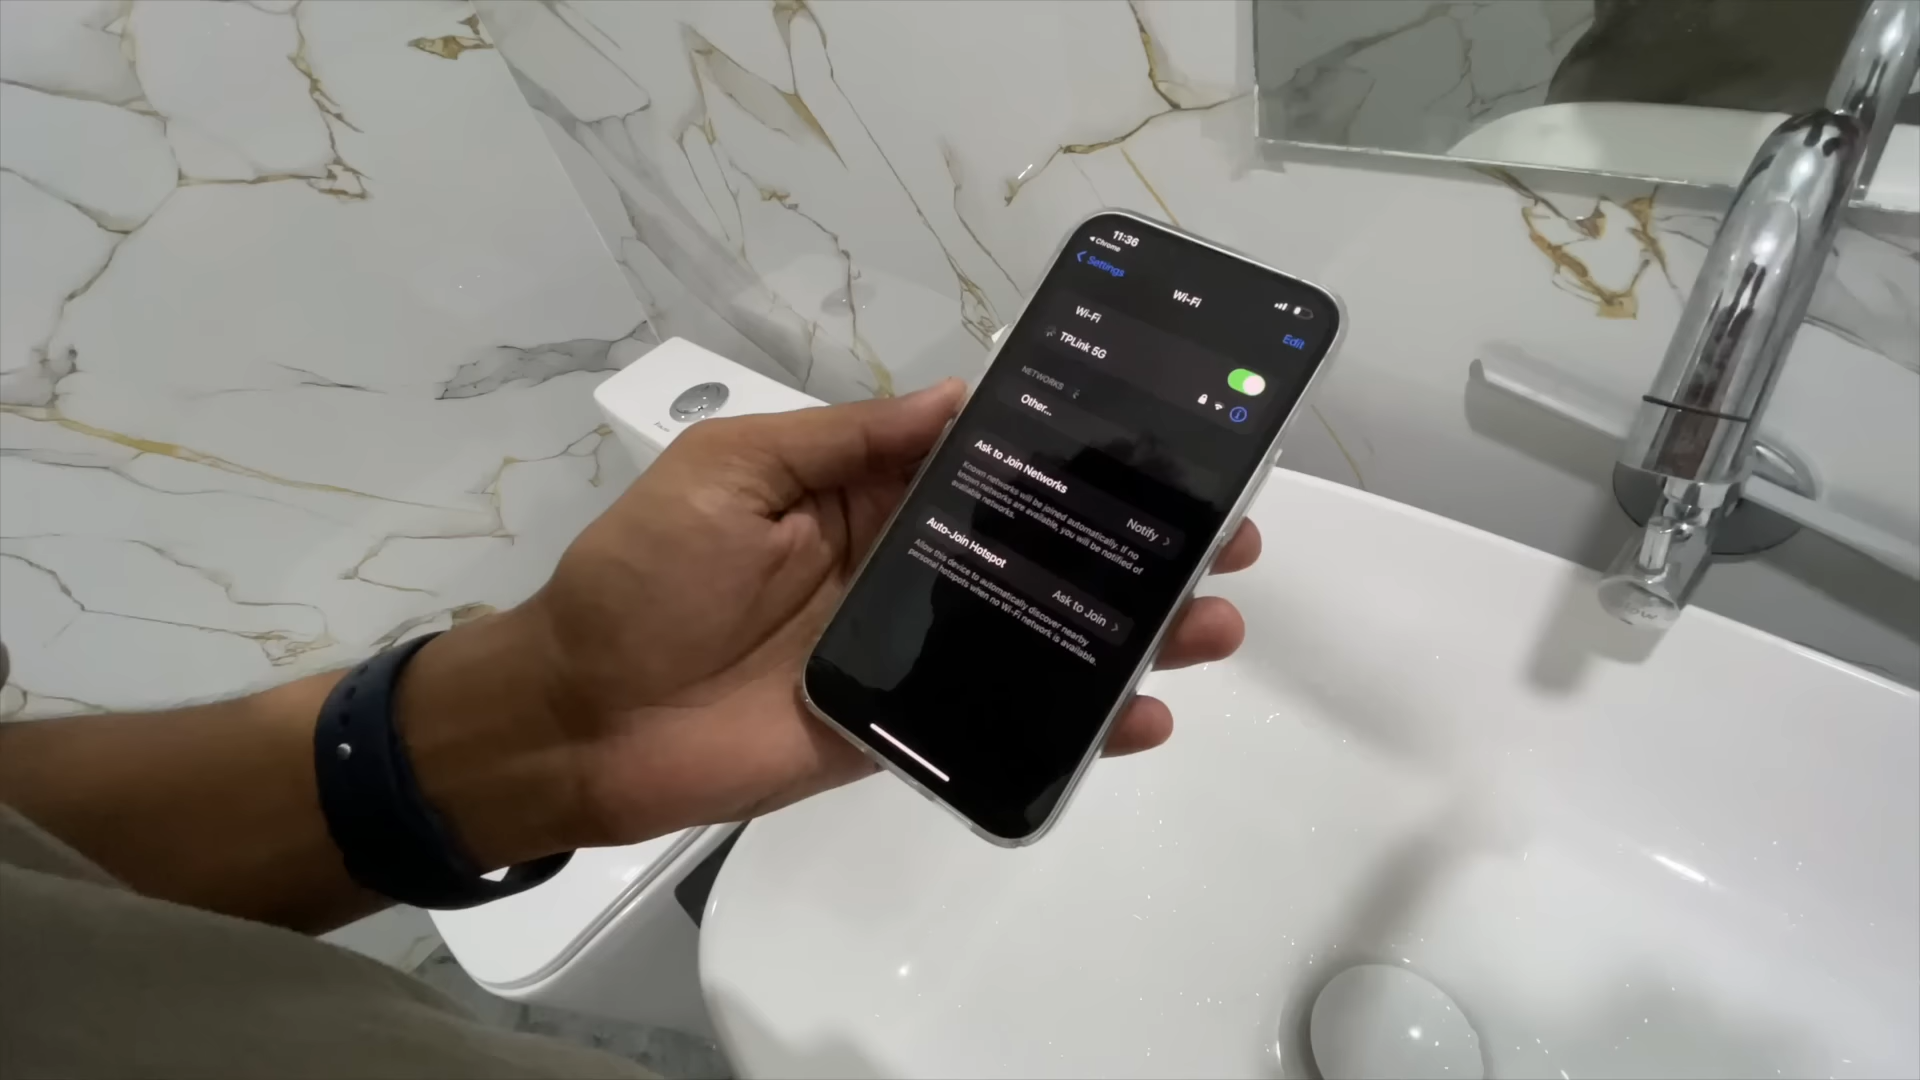 11:36
Chrome
Settings
Wi-Fi
Edit
Wi-Fi
TPLink 5G
NETWORKS
Other...
Ask to Join Networks
Notify
Known networks will be joined automatically. If no
known networks are available, you will be notified of
available networks.
Auto-Join Hotspot
Ask to Join
Allow this device to automatically discover nearby
personal hotspots when no Wi-Fi network is available.